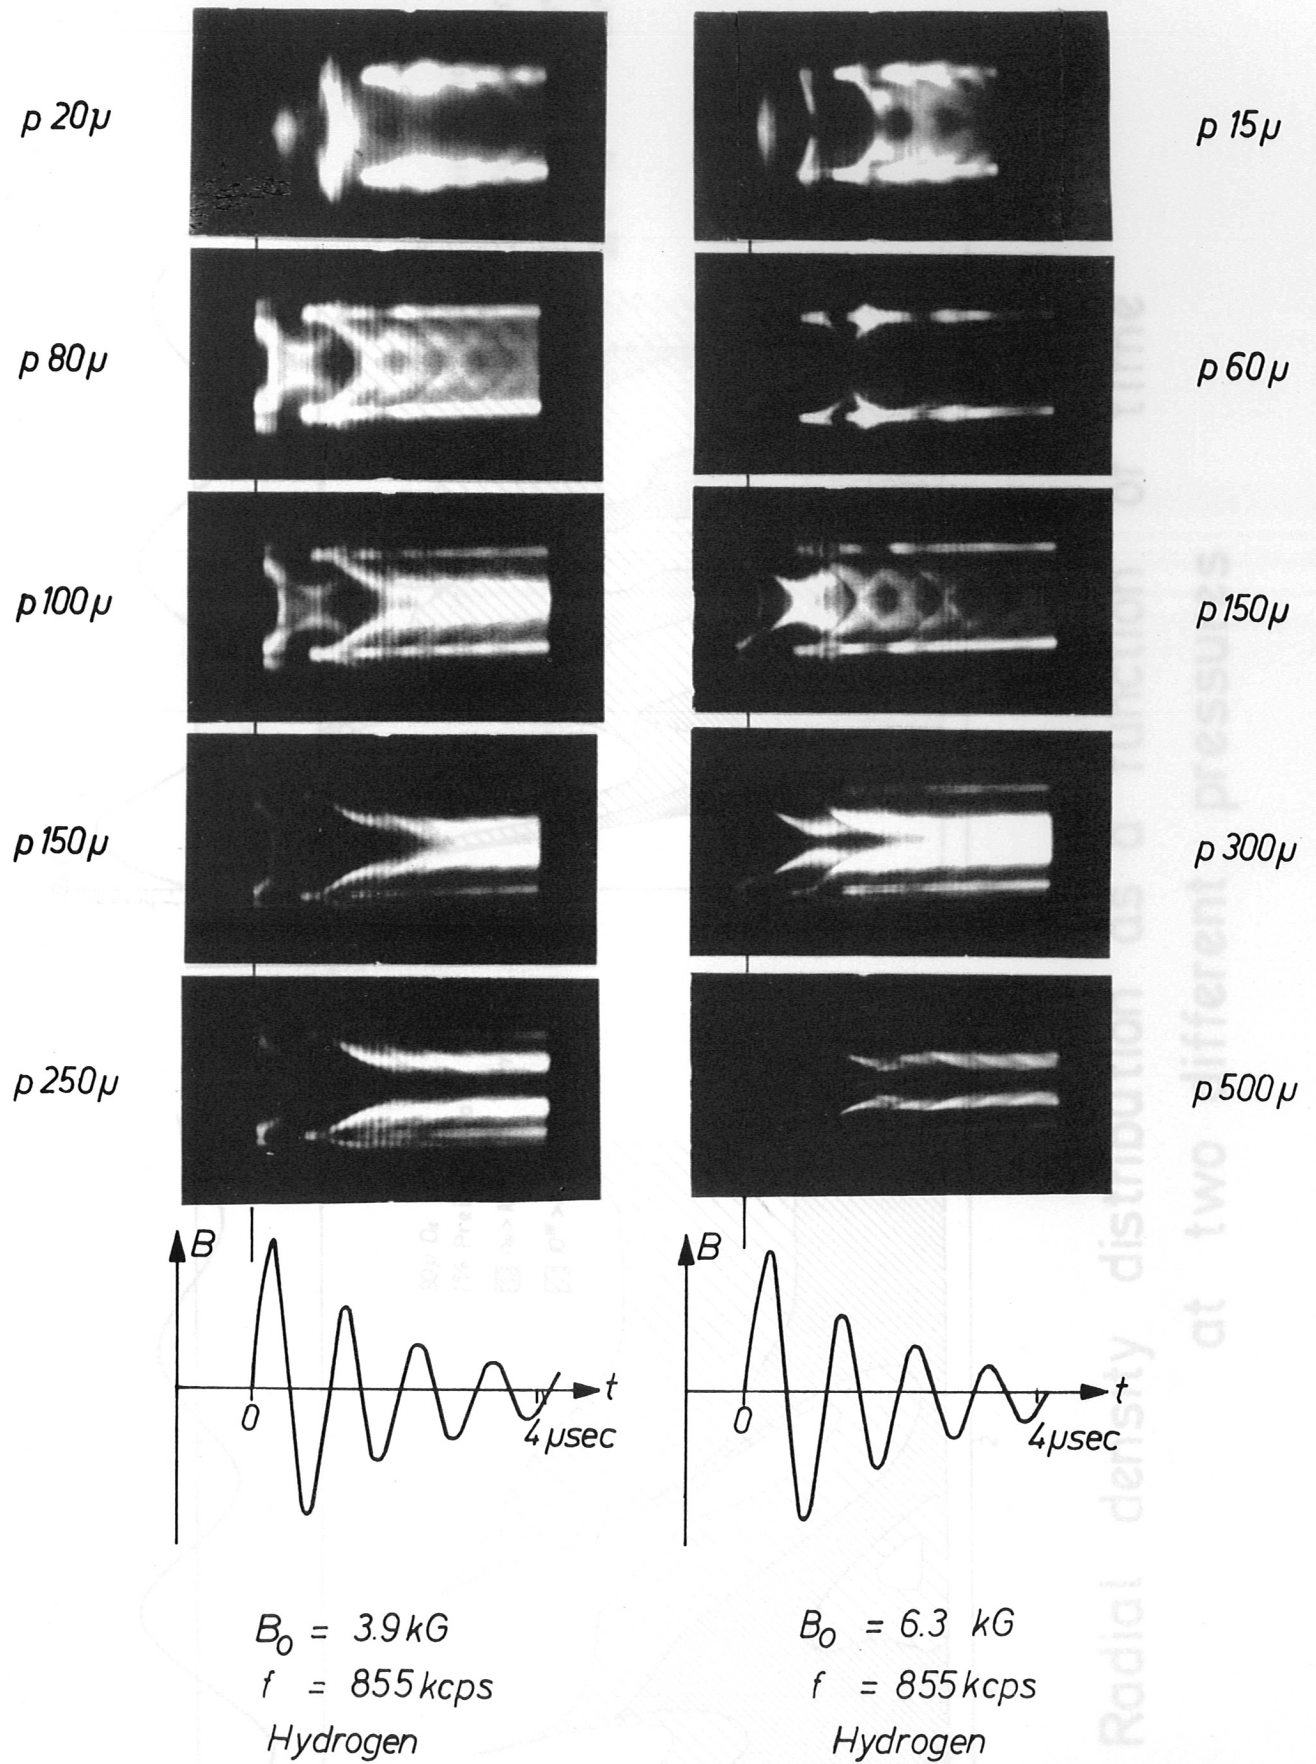 p 20μ
p 15μ
p 80μ
p 60μ
p 100μ
p 150μ
p 150μ
p 300μ
p 250μ
p 500μ
B
t
0
4 μsec
B
t
0
4μsec
B₀ = 3.9 kG
f = 855 kcps
Hydrogen
B₀ = 6.3 kG
f = 855 kcps
Hydrogen
Radial density distribution as a function of time
at two different pressures